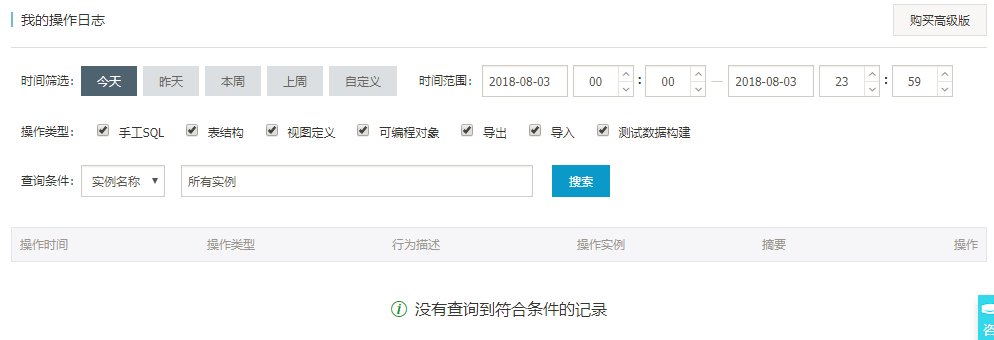 我的操作日志 购买高级版
时间筛选: 今天 昨天 本周 上周 自定义 时间范围: 2018-08-03 00 : 00 — 2018-08-03 23 : 59
操作类型: 手工SQL 表结构 视图定义 可编程对象 导出 导入 测试数据构建
查询条件: 实例名称 所有实例 搜索
操作时间 操作类型 行为描述 操作实例 摘要 操作
没有查询到符合条件的记录
咨